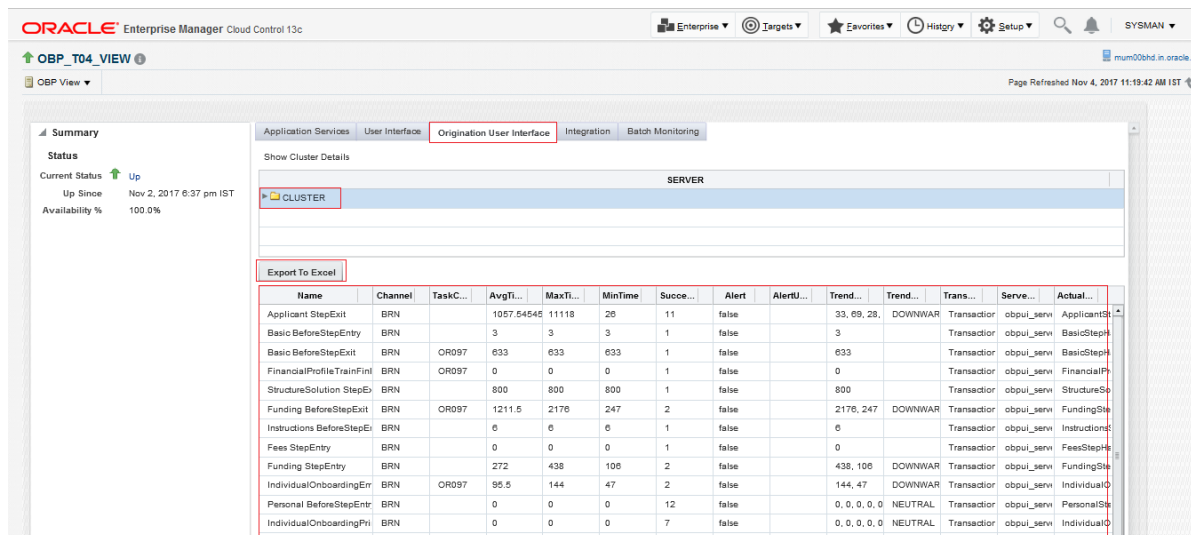 ORACLE Enterprise Manager Cloud Control 13c
Enterprise ▼ Targets ▼ Favorites ▼ History ▼ Setup ▼ SYSMAN ▼
OBP_T04_VIEW
mum00bhd.in.oracle.
OBP View ▼
Page Refreshed Nov 4, 2017 11:19:42 AM IST
Summary
Status
Current Status Up
Up Since Nov 2, 2017 6:37 pm IST
Availability % 100.0%
Application Services User Interface Origination User Interface Integration Batch Monitoring
Show Cluster Details
SERVER
CLUSTER
Export To Excel
Name Channel TaskC... AvgTi... MaxTi... MinTime Succe... Alert AlertU... Trend... Trend... Trans... Serve... Actual...
Applicant StepExit BRN 1057.54545 11118 26 11 false 33, 69, 28, DOWNWAR Transaction obpui_serv ApplicantSt
Basic BeforeStepEntry BRN 3 3 3 1 false 3 Transaction obpui_serv BasicStepH
Basic BeforeStepExit BRN OR097 633 633 633 1 false 633 Transaction obpui_serv BasicStepH
FinancialProfileTrainFinI BRN OR097 0 0 0 1 false 0 Transaction obpui_serv FinancialPr
StructureSolution StepEx BRN 800 800 800 1 false 800 Transaction obpui_serv StructureSo
Funding BeforeStepExit BRN OR097 1211.5 2176 247 2 false 2176, 247 DOWNWAR Transaction obpui_serv FundingSte
Instructions BeforeStepEx BRN 6 6 6 1 false 6 Transaction obpui_serv InstructionsS
Fees StepEntry BRN 0 0 0 1 false 0 Transaction obpui_serv FeesStepHa
Funding StepEntry BRN 272 438 106 2 false 438, 106 DOWNWAR Transaction obpui_serv FundingSte
IndividualOnboardingEm BRN OR097 95.5 144 47 2 false 144, 47 DOWNWAR Transaction obpui_serv IndividualO
Personal BeforeStepEntr BRN 0 0 0 12 false 0, 0, 0, 0, 0 NEUTRAL Transaction obpui_serv PersonalSte
IndividualOnboardingPri BRN 0 0 0 7 false 0, 0, 0, 0, 0 NEUTRAL Transaction obpui_serv IndividualO